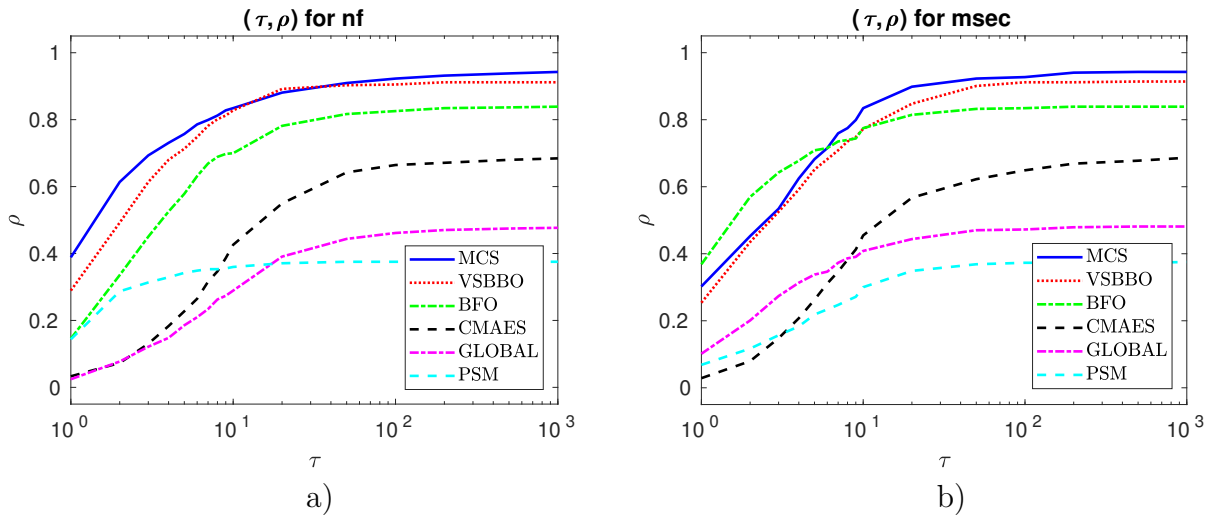 (τ, ρ) for nf
1
0.8
0.6
0.4
0.2
0
ρ
10^0
10^1
10^2
10^3
τ
MCS
VSBBO
BFO
CMAES
GLOBAL
PSM
a)
(τ, ρ) for msec
1
0.8
0.6
0.4
0.2
0
ρ
10^0
10^1
10^2
10^3
τ
MCS
VSBBO
BFO
CMAES
GLOBAL
PSM
b)